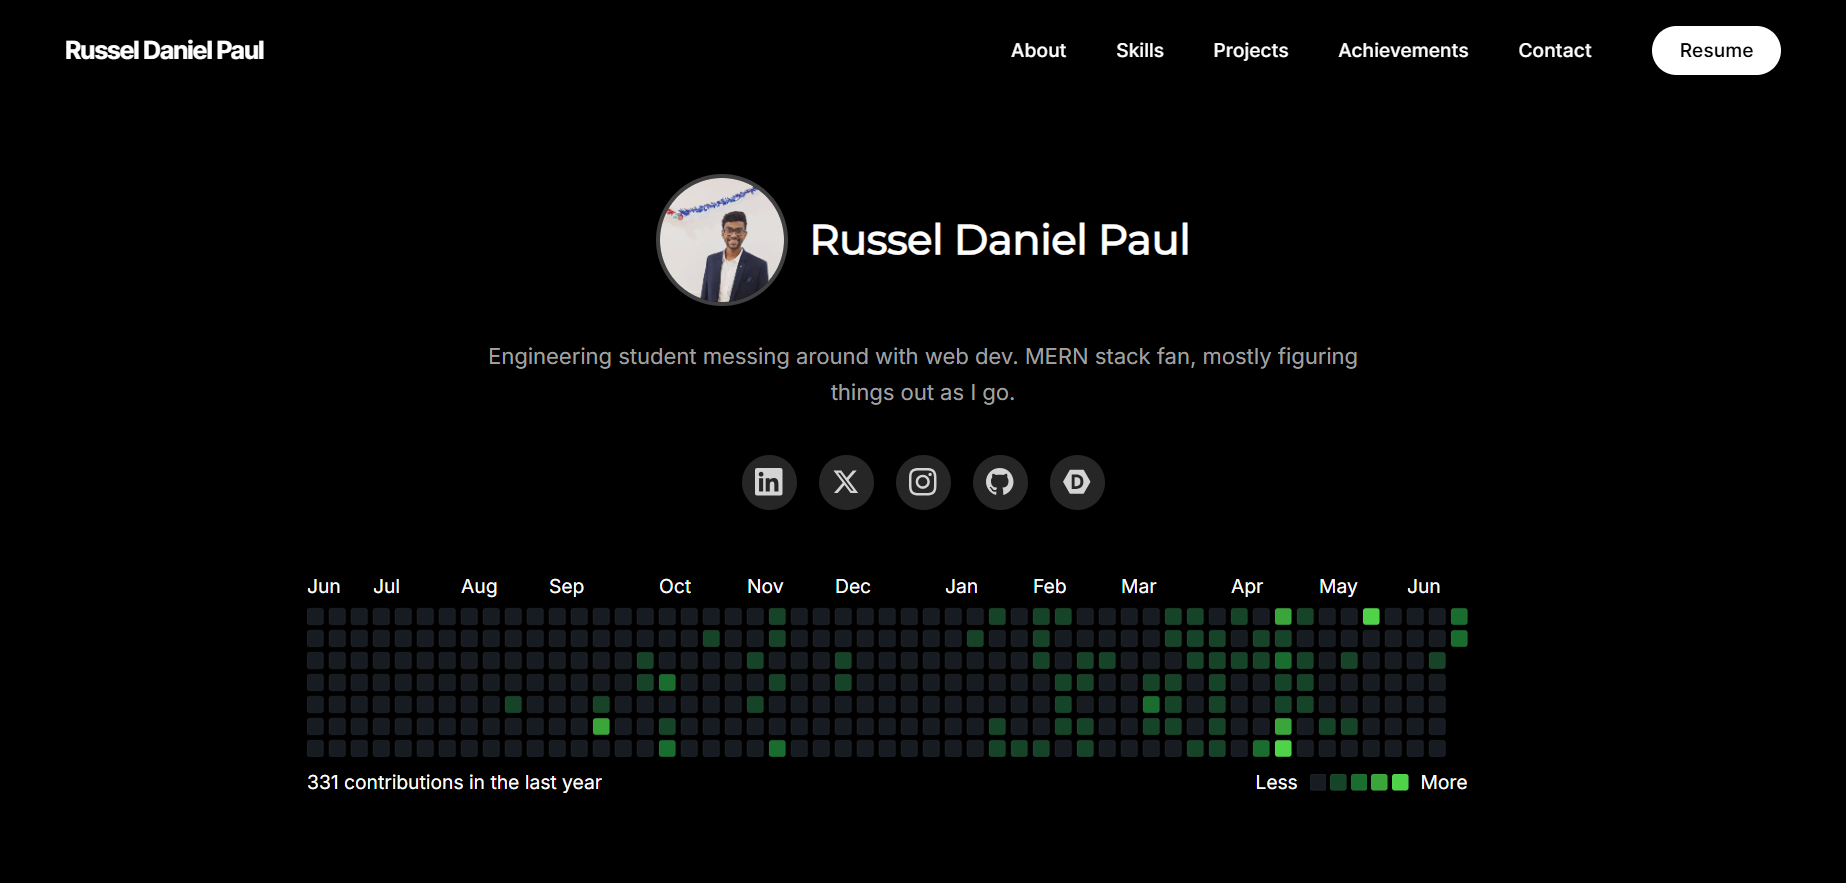 Russel Daniel Paul
About Skills Projects Achievements Contact Resume
Russel Daniel Paul
Engineering student messing around with web dev. MERN stack fan, mostly figuring
things out as I go.
Jun Jul Aug Sep Oct Nov Dec Jan Feb Mar Apr May Jun
331 contributions in the last year
Less More